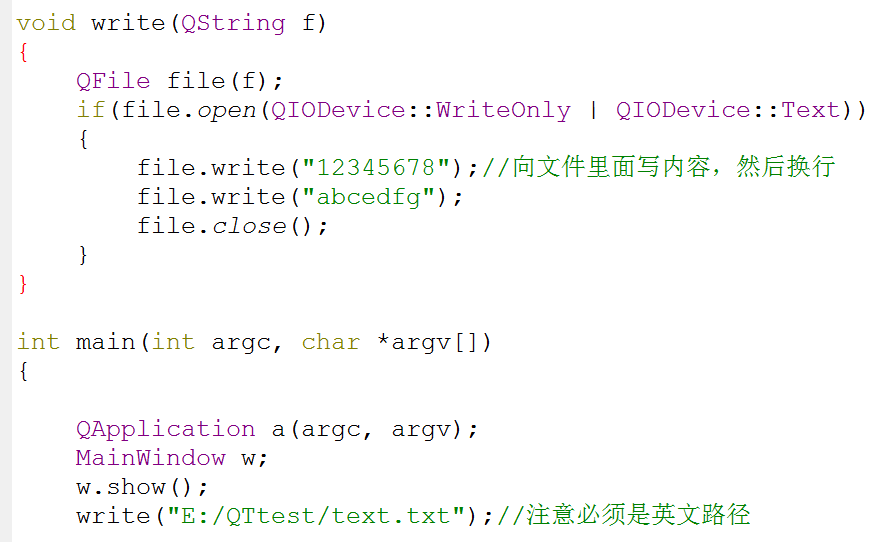 void write(QString f)
{
    QFile file(f);
    if(file.open(QIODevice::WriteOnly | QIODevice::Text))
    {
        file.write("12345678");//向文件里面写内容，然后换行
        file.write("abcedfg");
        file.close();
    }
}

int main(int argc, char *argv[])
{

    QApplication a(argc, argv);
    MainWindow w;
    w.show();
    write("E:/QTtest/text.txt");//注意必须是英文路径